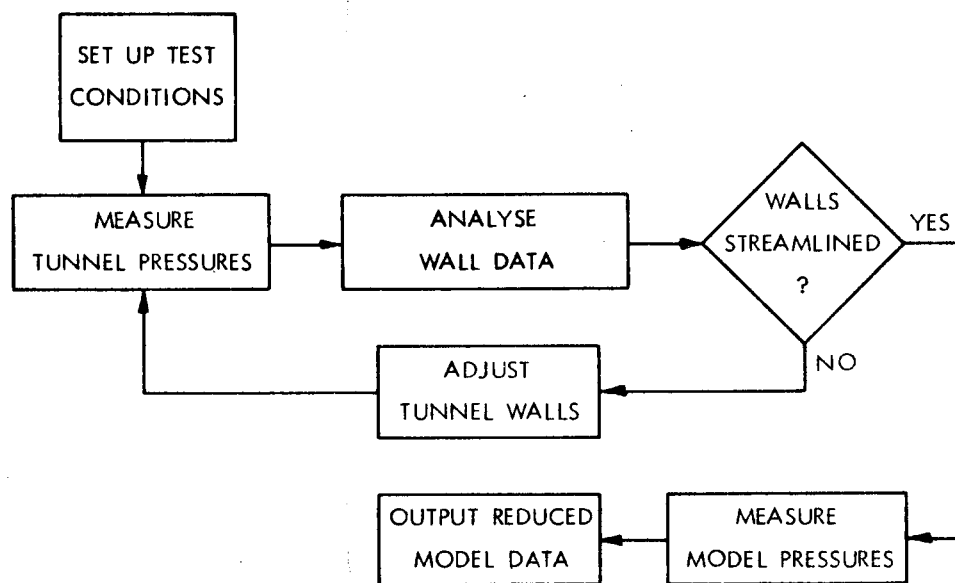 SET UP TEST
CONDITIONS
MEASURE
TUNNEL PRESSURES
ANALYSE
WALL DATA
WALLS
STREAMLINED
?
YES
NO
ADJUST
TUNNEL WALLS
MEASURE
MODEL PRESSURES
OUTPUT REDUCED
MODEL DATA